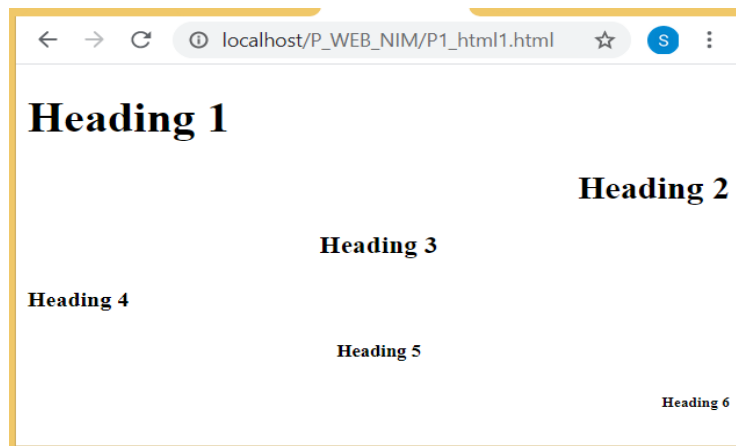 localhost/P_WEB_NIM/P1_html1.html
S
Heading 1
Heading 2
Heading 3
Heading 4
Heading 5
Heading 6